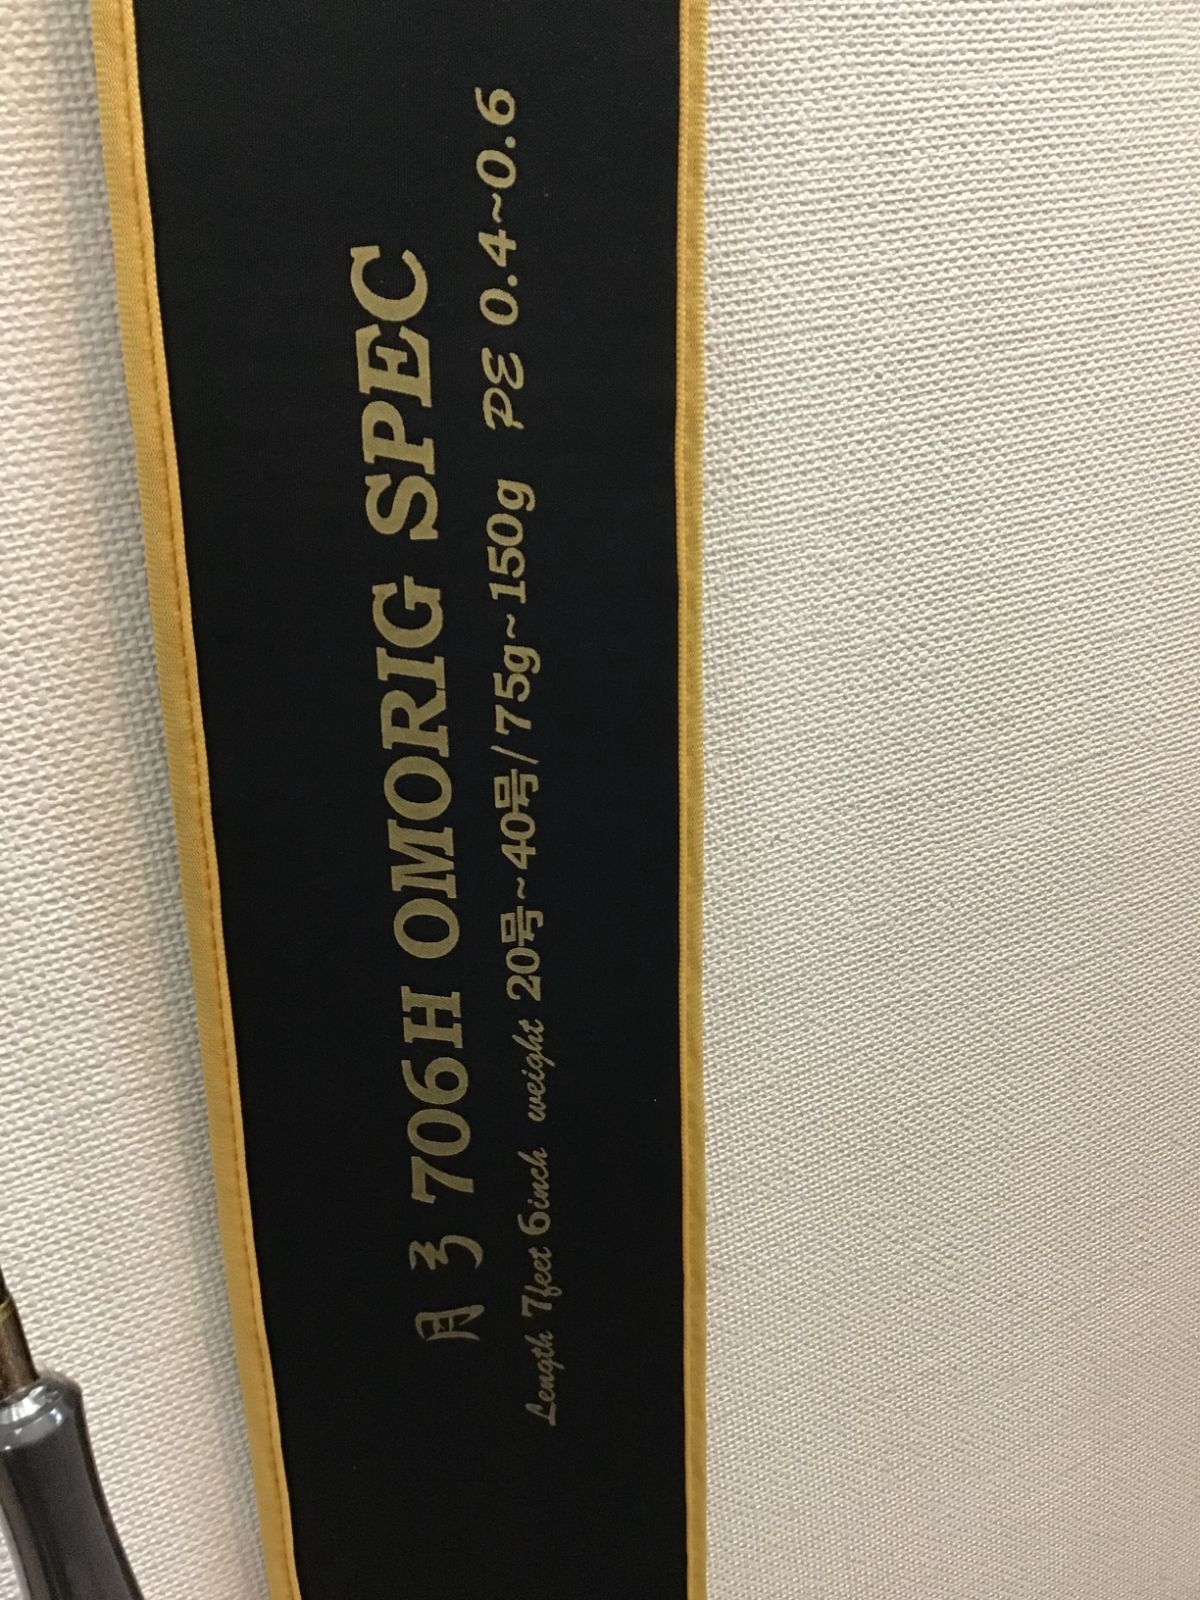 月弓 706H OMORIG SPEC
Length 7feet 6inch weight 20号~40号/75g~150g PE 0.4~0.6